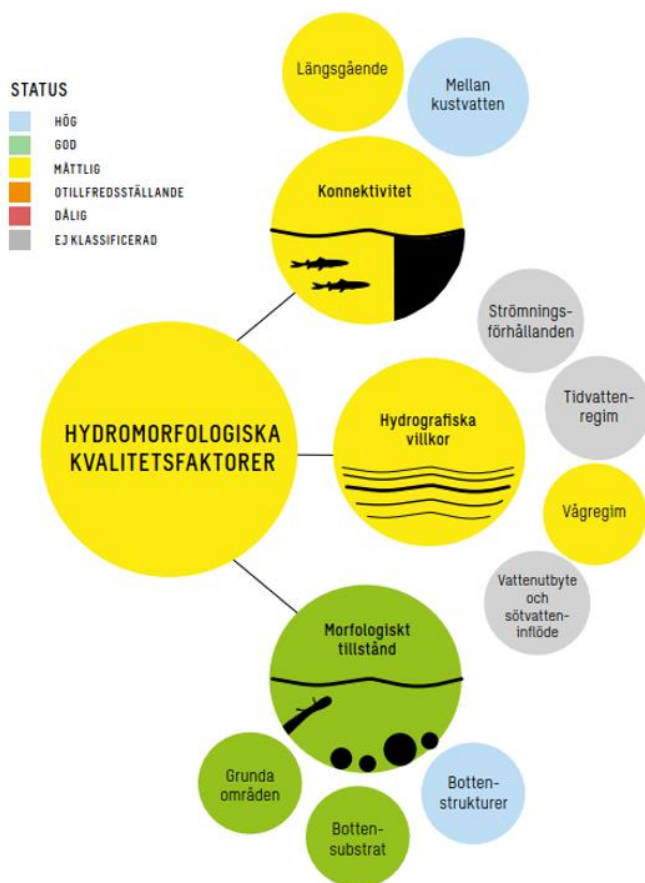 STATUS
HÖG
GOD
MÅTTLIG
OTILLFREDSSTÄLLANDE
DÅLIG
EJ KLASSIFICERAD
Längsgående
Mellan
kustvatten
Konnektivitet
Strömnings-
förhållanden
Tidvatten-
regim
HYDROMORFOLOGISKA
KVALITETSFAKTORER
Hydrografiska
villkor
Vågregim
Vattenutbyte
och
sötvatten-
inflöde
Morfologiskt
tillstånd
Grunda
områden
Botten-
substrat
Botten-
strukturer